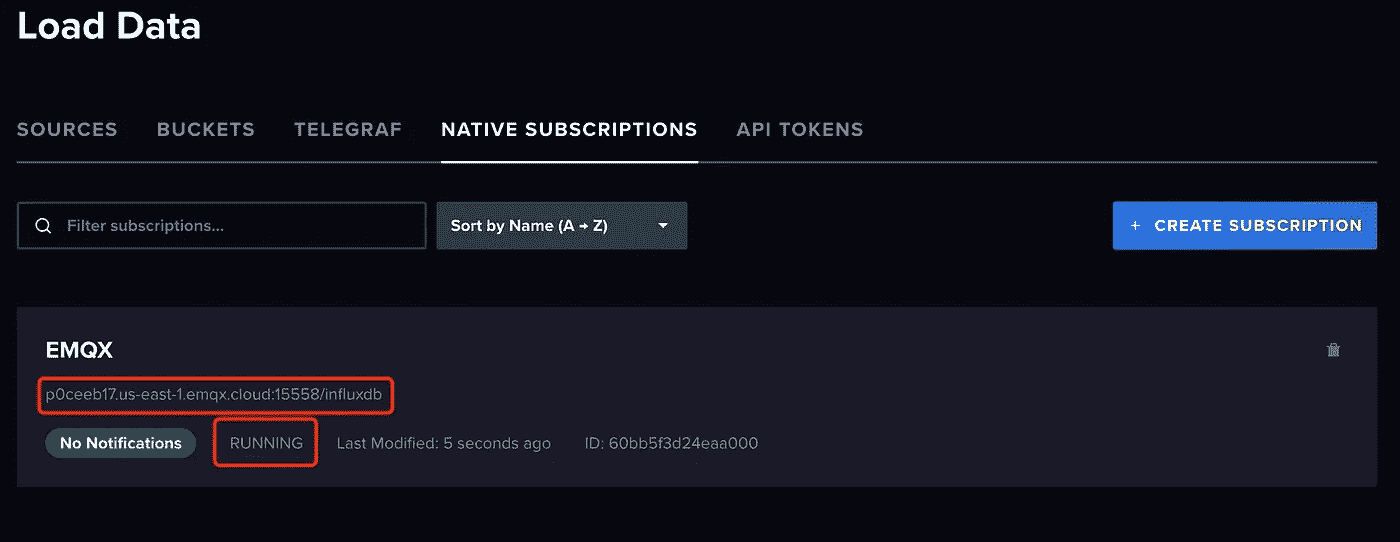 Load Data
SOURCES BUCKETS TELEGRAF NATIVE SUBSCRIPTIONS API TOKENS
Filter subscriptions... Sort by Name (A → Z) + CREATE SUBSCRIPTION
EMQX
p0ceeb17.us-east-1.emqx.cloud:15558/influxdb
No Notifications RUNNING Last Modified: 5 seconds ago ID: 60bb5f3d24eaa000